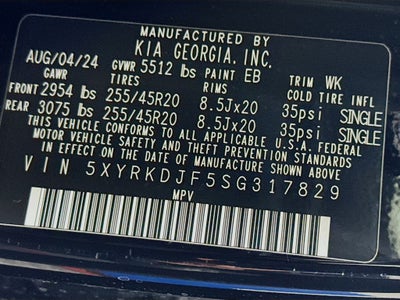 MANUFACTURED BY
KIA GEORGIA, INC.
AUG/04/24 GVWR 5512 lbs PAINT EB TRIM WK
GAWR TIRES RIMS COLD TIRE INFL
FRONT 2954 lbs 255/45R20 8.5Jx20 35psi SINGLE
REAR 3075 lbs 255/45R20 8.5Jx20 35psi SINGLE
THIS VEHICLE CONFORMS TO ALL APPLICABLE U.S.A. FEDERAL
MOTOR VEHICLE SAFETY AND THEFT PREVENTION STANDARDS
IN EFFECT ON THE DATE OF MANUFACTURE SHOWN ABOVE.
VIN 5XYRKDJF5SG317829
MPV